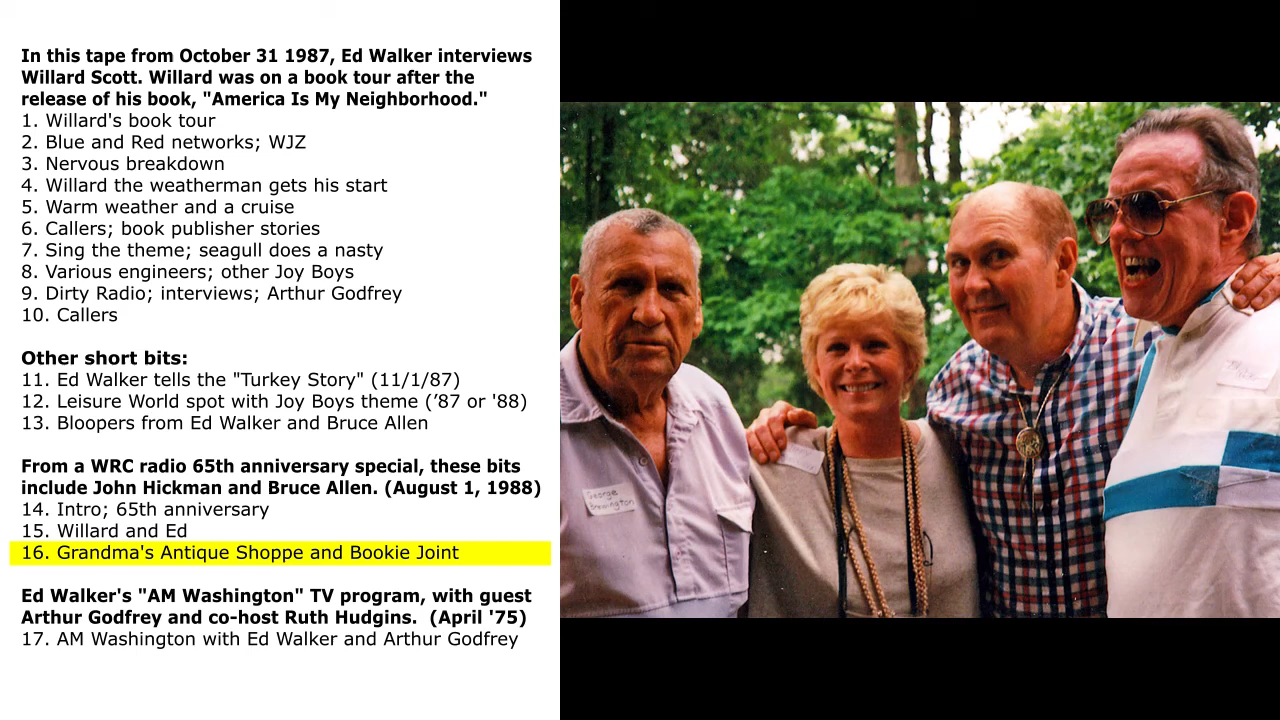 In this tape from October 31 1987, Ed Walker interviews
Willard Scott. Willard was on a book tour after the
release of his book, "America Is My Neighborhood."
1. Willard's book tour
2. Blue and Red networks; WJZ
3. Nervous breakdown
4. Willard the weatherman gets his start
5. Warm weather and a cruise
6. Callers; book publisher stories
7. Sing the theme; seagull does a nasty
8. Various engineers; other Joy Boys
9. Dirty Radio; interviews; Arthur Godfrey
10. Callers
Other short bits:
11. Ed Walker tells the "Turkey Story" (11/1/87)
12. Leisure World spot with Joy Boys theme (’87 or '88)
13. Bloopers from Ed Walker and Bruce Allen
From a WRC radio 65th anniversary special, these bits
include John Hickman and Bruce Allen. (August 1, 1988)
14. Intro; 65th anniversary
15. Willard and Ed
16. Grandma's Antique Shoppe and Bookie Joint
Ed Walker's "AM Washington" TV program, with guest
Arthur Godfrey and co-host Ruth Hudgins. (April '75)
17. AM Washington with Ed Walker and Arthur Godfrey
George
Brewington